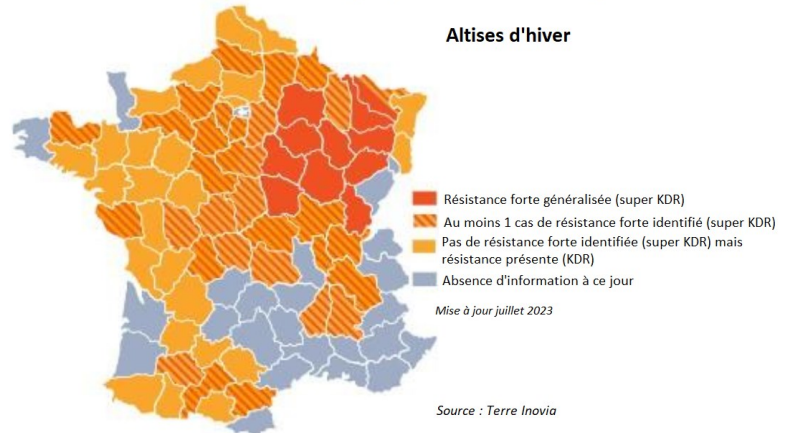 Altises d'hiver
Résistance forte généralisée (super KDR)
Au moins 1 cas de résistance forte identifié (super KDR)
Pas de résistance forte identifiée (super KDR) mais
résistance présente (KDR)
Absence d'information à ce jour
Mise à jour juillet 2023
Source : Terre Inovia